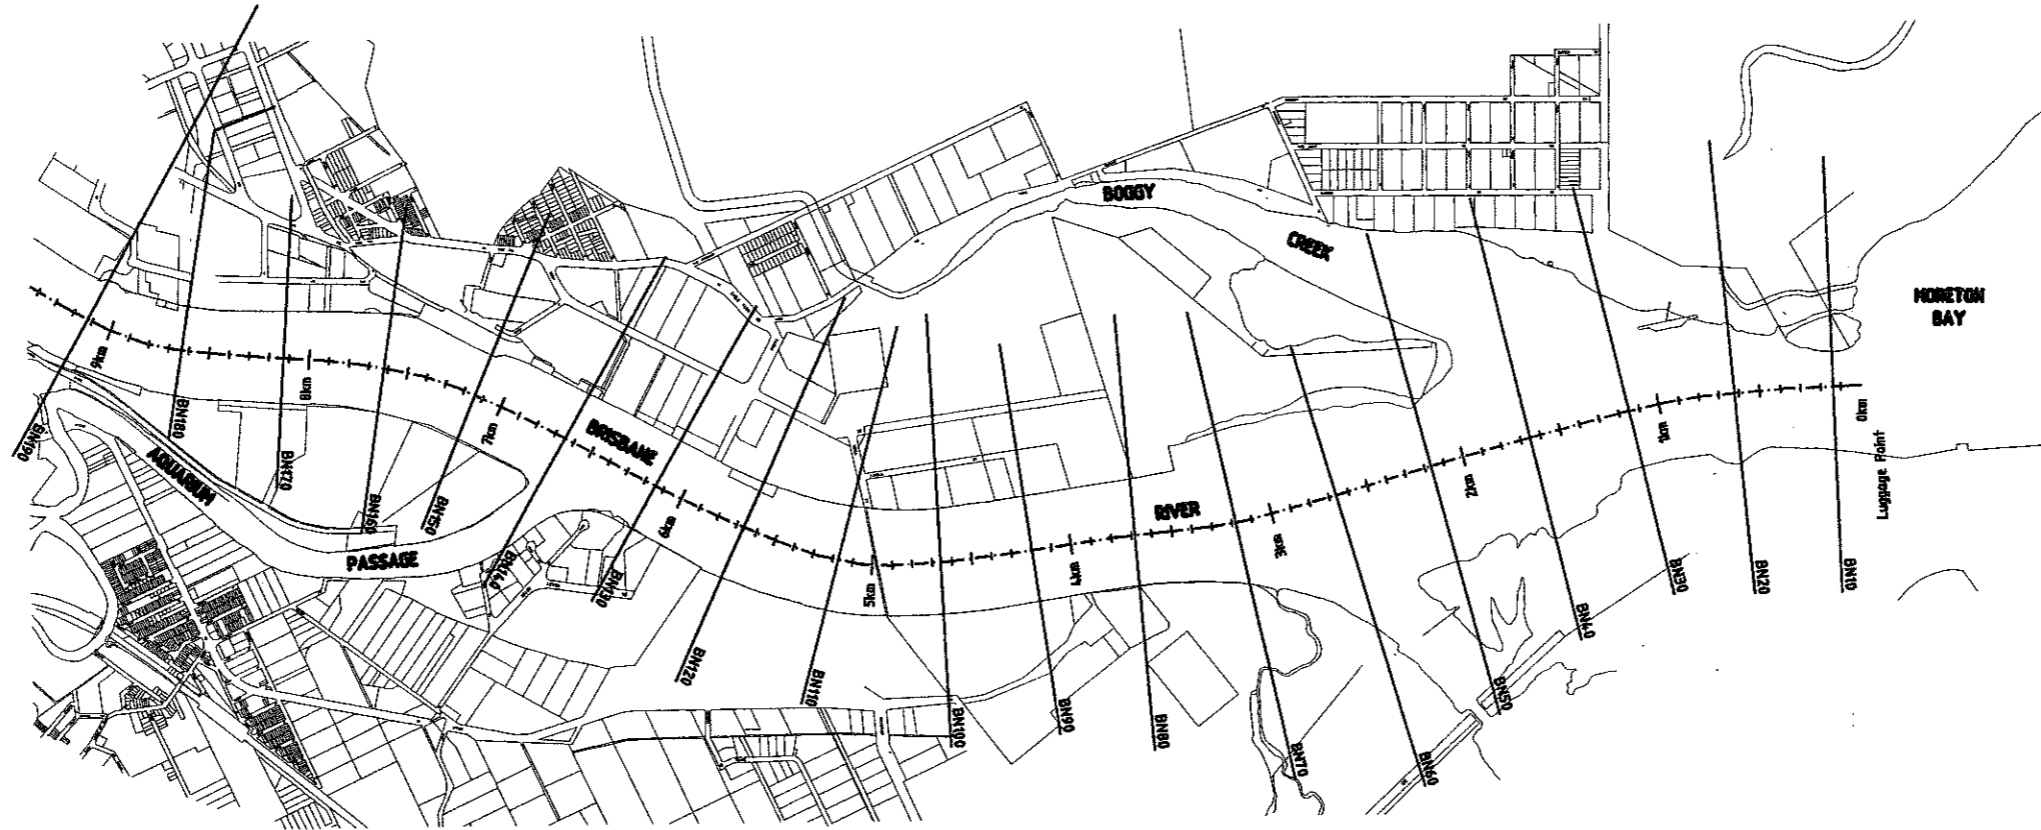 BOGGY
CREEK
MORETON
BAY
9km
8km
7km
6km
5km
4km
3km
2km
1km
0km
Luggage Point
BRISBANE
RIVER
AQUARIUM
PASSAGE
BN190
BN180
BN170
BN160
BN150
BN140
BN130
BN120
BN110
BN100
BN90
BN80
BN70
BN60
BN50
BN40
BN30
BN20
BN10